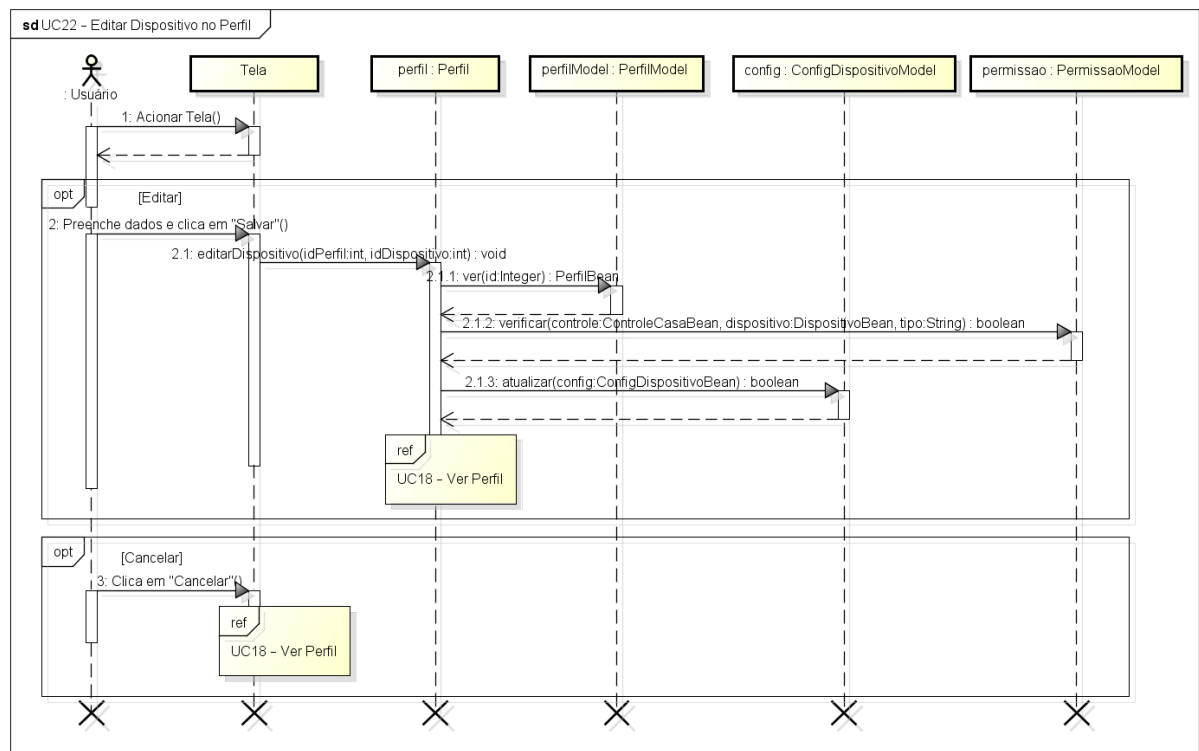 sd UC22 – Editar Dispositivo no Perfil
: Usuário
Tela
perfil : Perfil
perfilModel : PerfilModel
config : ConfigDispositivoModel
permissao : PermissaoModel
1: Acionar Tela()
opt
[Editar]
2: Preenche dados e clica em "Salvar"()
2.1: editarDispositivo(idPerfil:int, idDispositivo:int) : void
2.1.1: ver(id:Integer) : PerfilBean
2.1.2: verificar(controle:ControleCasaBean, dispositivo:DispositivoBean, tipo:String) : boolean
2.1.3: atualizar(config:ConfigDispositivoBean) : boolean
ref
UC18 – Ver Perfil
opt
[Cancelar]
3: Clica em "Cancelar"()
ref
UC18 – Ver Perfil